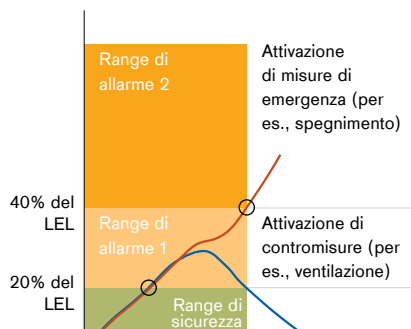 Range di
allarme 2
Attivazione
di misure di
emergenza (per
es., spegnimento)
40% del
LEL
Range di
allarme 1
Attivazione di
contromisure (per
es., ventilazione)
20% del
LEL
Range di
sicurezza